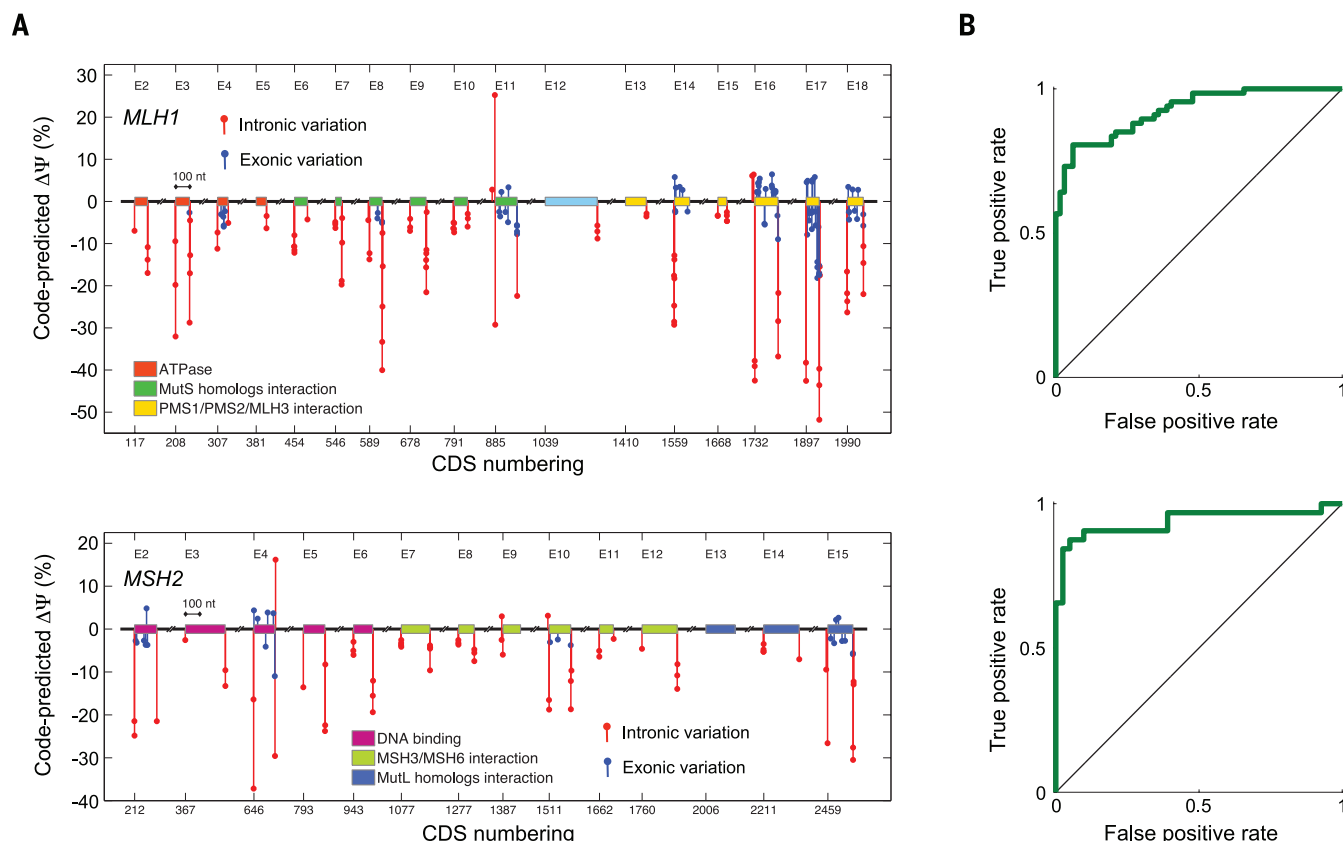 A
B
E2 E3 E4 E5 E6 E7 E8 E9 E10 E11 E12 E13 E14 E15 E16 E17 E18
MLH1
Intronic variation
Exonic variation
100 nt
Code-predicted ΔΨ (%)
30
20
10
0
-10
-20
-30
-40
-50
ATPase
MutS homologs interaction
PMS1/PMS2/MLH3 interaction
117 208 307 381 454 546 589 678 791 885 1039 1410 1559 1668 1732 1897 1990
CDS numbering
True positive rate
1
0.5
0
0.5 1
False positive rate
E2 E3 E4 E5 E6 E7 E8 E9 E10 E11 E12 E13 E14 E15
MSH2
100 nt
Code-predicted ΔΨ (%)
20
10
0
-10
-20
-30
-40
DNA binding
MSH3/MSH6 interaction
MutL homologs interaction
Intronic variation
Exonic variation
212 367 646 793 943 1077 1277 1387 1511 1662 1760 2006 2211 2459
CDS numbering
True positive rate
1
0.5
0
0.5 1
False positive rate